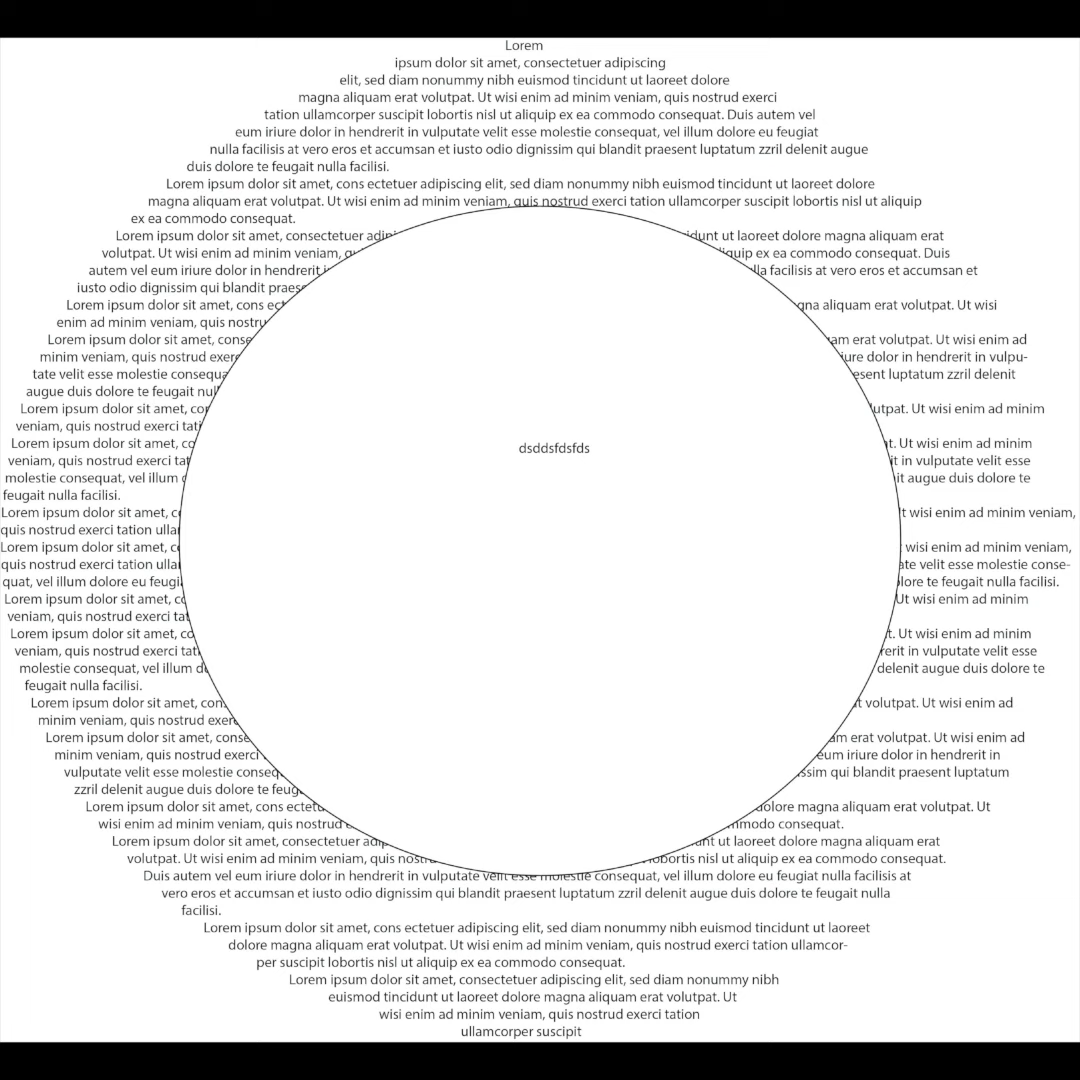 Lorem
ipsum dolor sit amet, consectetuer adipiscing
elit, sed diam nonummy nibh euismod tincidunt ut laoreet dolore
magna aliquam erat volutpat. Ut wisi enim ad minim veniam, quis nostrud exerci
tation ullamcorper suscipit lobortis nisl ut aliquip ex ea commodo consequat. Duis autem vel
eum iriure dolor in hendrerit in vulputate velit esse molestie consequat, vel illum dolore eu feugiat
nulla facilisis at vero eros et accumsan et iusto odio dignissim qui blandit praesent luptatum zzril delenit augue
duis dolore te feugait nulla facilisi.
Lorem ipsum dolor sit amet, cons ectetuer adipiscing elit, sed diam nonummy nibh euismod tincidunt ut laoreet dolore
magna aliquam erat volutpat. Ut wisi enim ad minim veniam, quis nostrud exerci tation ullamcorper suscipit lobortis nisl ut aliquip
ex ea commodo consequat.
Lorem ipsum dolor sit amet, consectetuer ut laoreet dolore magna aliquam erat
volutpat. Ut wisi enim ad minim veniam, ex ea commodo consequat. Duis
autem vel eum iriure dolor in hendrerit facilisis at vero eros et accumsan et
iusto odio dignissim qui blandit
Lorem ipsum dolor sit amet, cons aliquam erat volutpat. Ut wisi
enim ad minim veniam, quis
Lorem ipsum dolor sit amet, erat volutpat. Ut wisi enim ad
minim veniam, quis nostrud dolor in hendrerit in vulpu-
tate velit esse molestie luptatum zzril delenit
augue duis dolore te feugait
Lorem ipsum dolor sit amet, Ut wisi enim ad minim
veniam, quis nostrud exerci
Lorem ipsum dolor sit amet, Ut wisi enim ad minim
veniam, quis nostrud exerci in vulputate velit esse
molestie consequat, vel illum augue duis dolore te
feugait nulla facilisi.
Lorem ipsum dolor sit amet, wisi enim ad minim veniam,
quis nostrud exerci tation
Lorem ipsum dolor sit amet, wisi enim ad minim veniam,
quis nostrud exerci tation velit esse molestie conse-
quat, vel illum dolore eu te feugait nulla facilisi.
Lorem ipsum dolor sit amet, Ut wisi enim ad minim
veniam, quis nostrud exerci
Lorem ipsum dolor sit amet, Ut wisi enim ad minim
veniam, quis nostrud exerci in vulputate velit esse
molestie consequat, vel illum delenit augue duis dolore te
feugait nulla facilisi.
Lorem ipsum dolor sit amet, volutpat. Ut wisi enim ad
minim veniam, quis nostrud
Lorem ipsum dolor sit amet, erat volutpat. Ut wisi enim ad
minim veniam, quis nostrud exerci eum iriure dolor in hendrerit in
vulputate velit esse molestie qui blandit praesent luptatum
zzril delenit augue duis dolore te
Lorem ipsum dolor sit amet, cons dolore magna aliquam erat volutpat. Ut
wisi enim ad minim veniam, quis nostrud consequat.
Lorem ipsum dolor sit amet, consectetuer ut laoreet dolore magna aliquam erat
volutpat. Ut wisi enim ad minim veniam, quis lobortis nisl ut aliquip ex ea commodo consequat.
Duis autem vel eum iriure dolor in hendrerit in vulputate velit esse molestie consequat, vel illum dolore eu feugiat nulla facilisis at
vero eros et accumsan et iusto odio dignissim qui blandit praesent luptatum zzril delenit augue duis dolore te feugait nulla
facilisi.
Lorem ipsum dolor sit amet, cons ectetuer adipiscing elit, sed diam nonummy nibh euismod tincidunt ut laoreet
dolore magna aliquam erat volutpat. Ut wisi enim ad minim veniam, quis nostrud exerci tation ullamcor-
per suscipit lobortis nisl ut aliquip ex ea commodo consequat.
Lorem ipsum dolor sit amet, consectetuer adipiscing elit, sed diam nonummy nibh
euismod tincidunt ut laoreet dolore magna aliquam erat volutpat. Ut
wisi enim ad minim veniam, quis nostrud exerci tation
ullamcorper suscipit
dsddsfdsfds